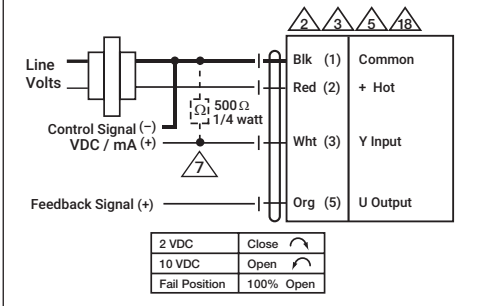 2 3 5 18
Line Volts
Blk (1) Common
Red (2) + Hot
Ω 500 Ω
1/4 watt
Control Signal (−)
VDC / mA (+)
Wht (3) Y Input
7
Feedback Signal (+)
Org (5) U Output
2 VDC Close
10 VDC Open
Fail Position 100% Open